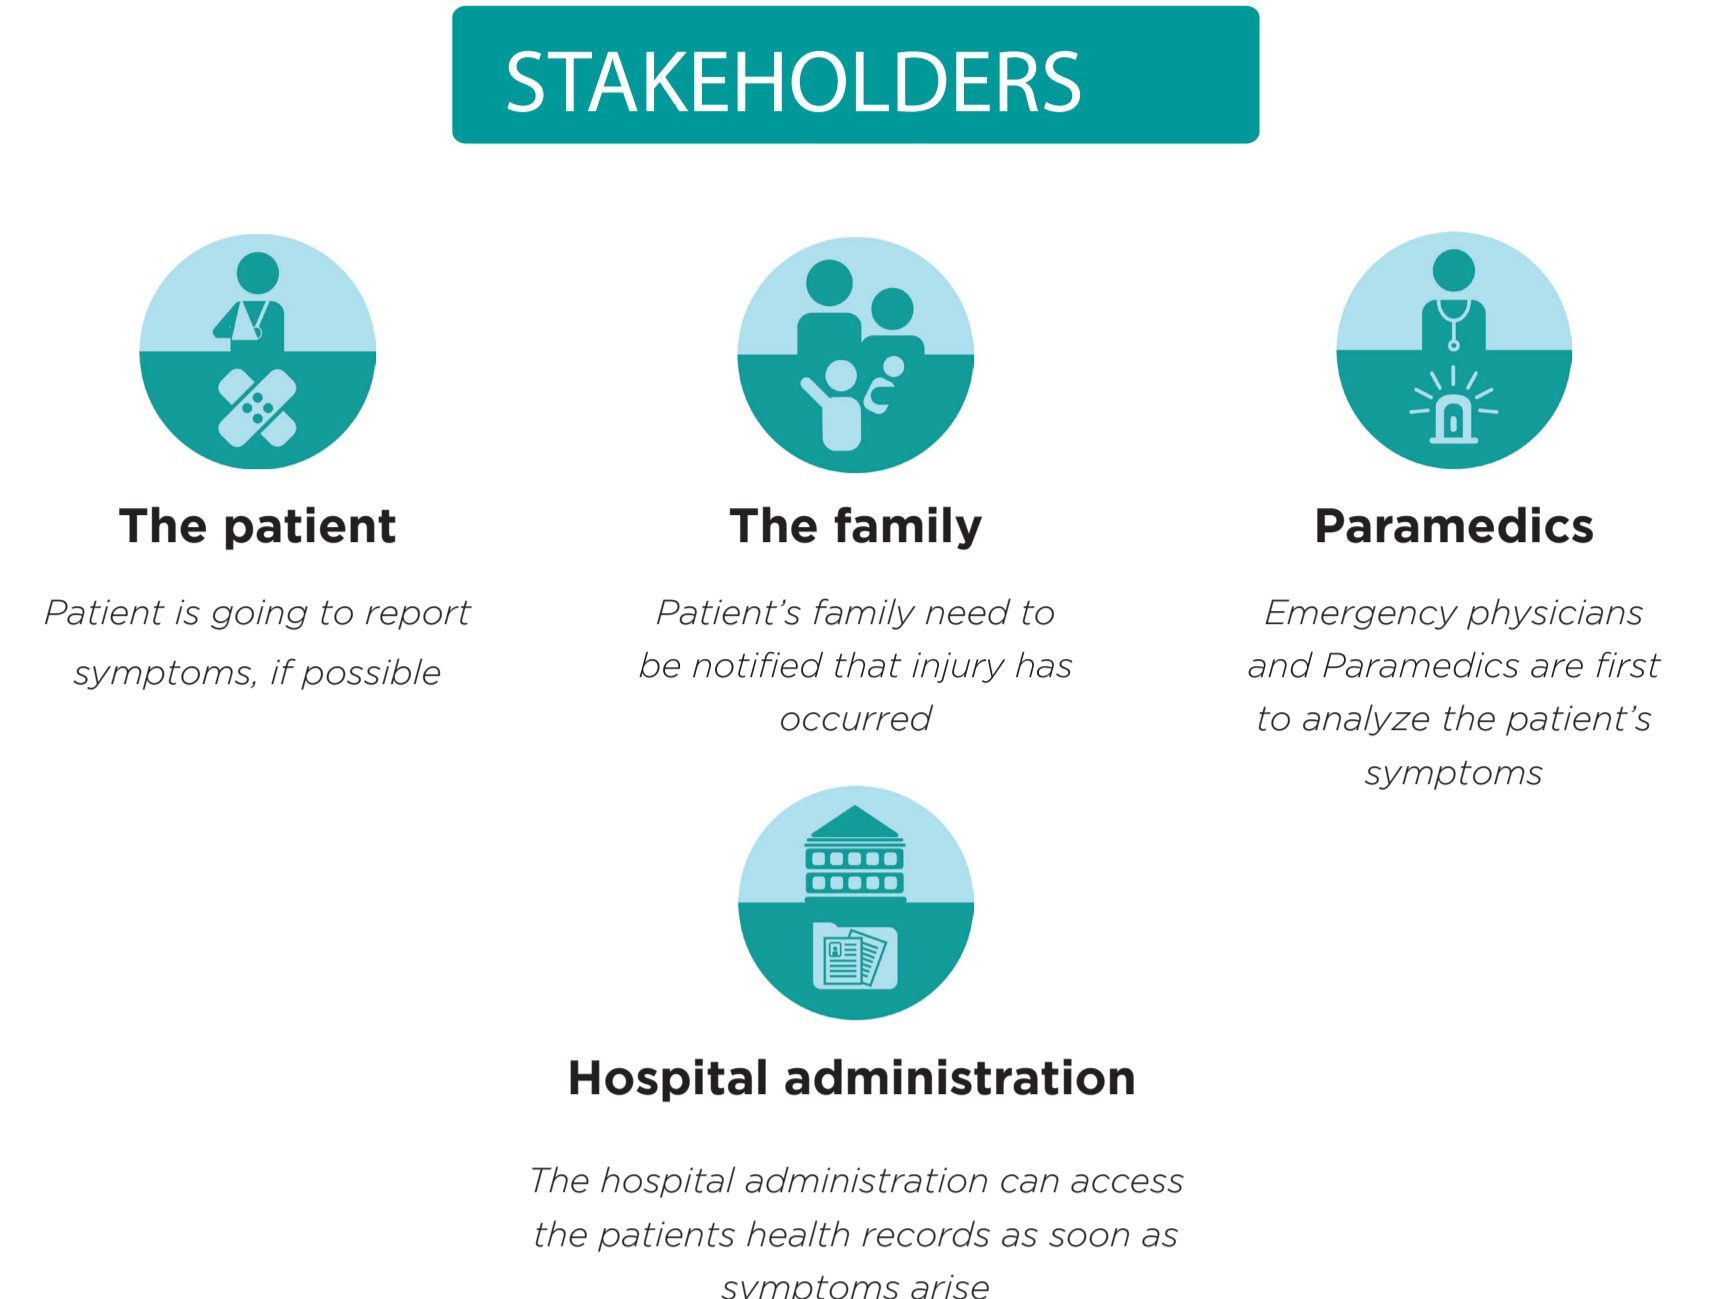 STAKEHOLDERS
The patient
Patient is going to report
symptoms, if possible
The family
Patient’s family need to
be notified that injury has
occurred
Paramedics
Emergency physicians
and Paramedics are first
to analyze the patient’s
symptoms
Hospital administration
The hospital administration can access
the patients health records as soon as
symptoms arise